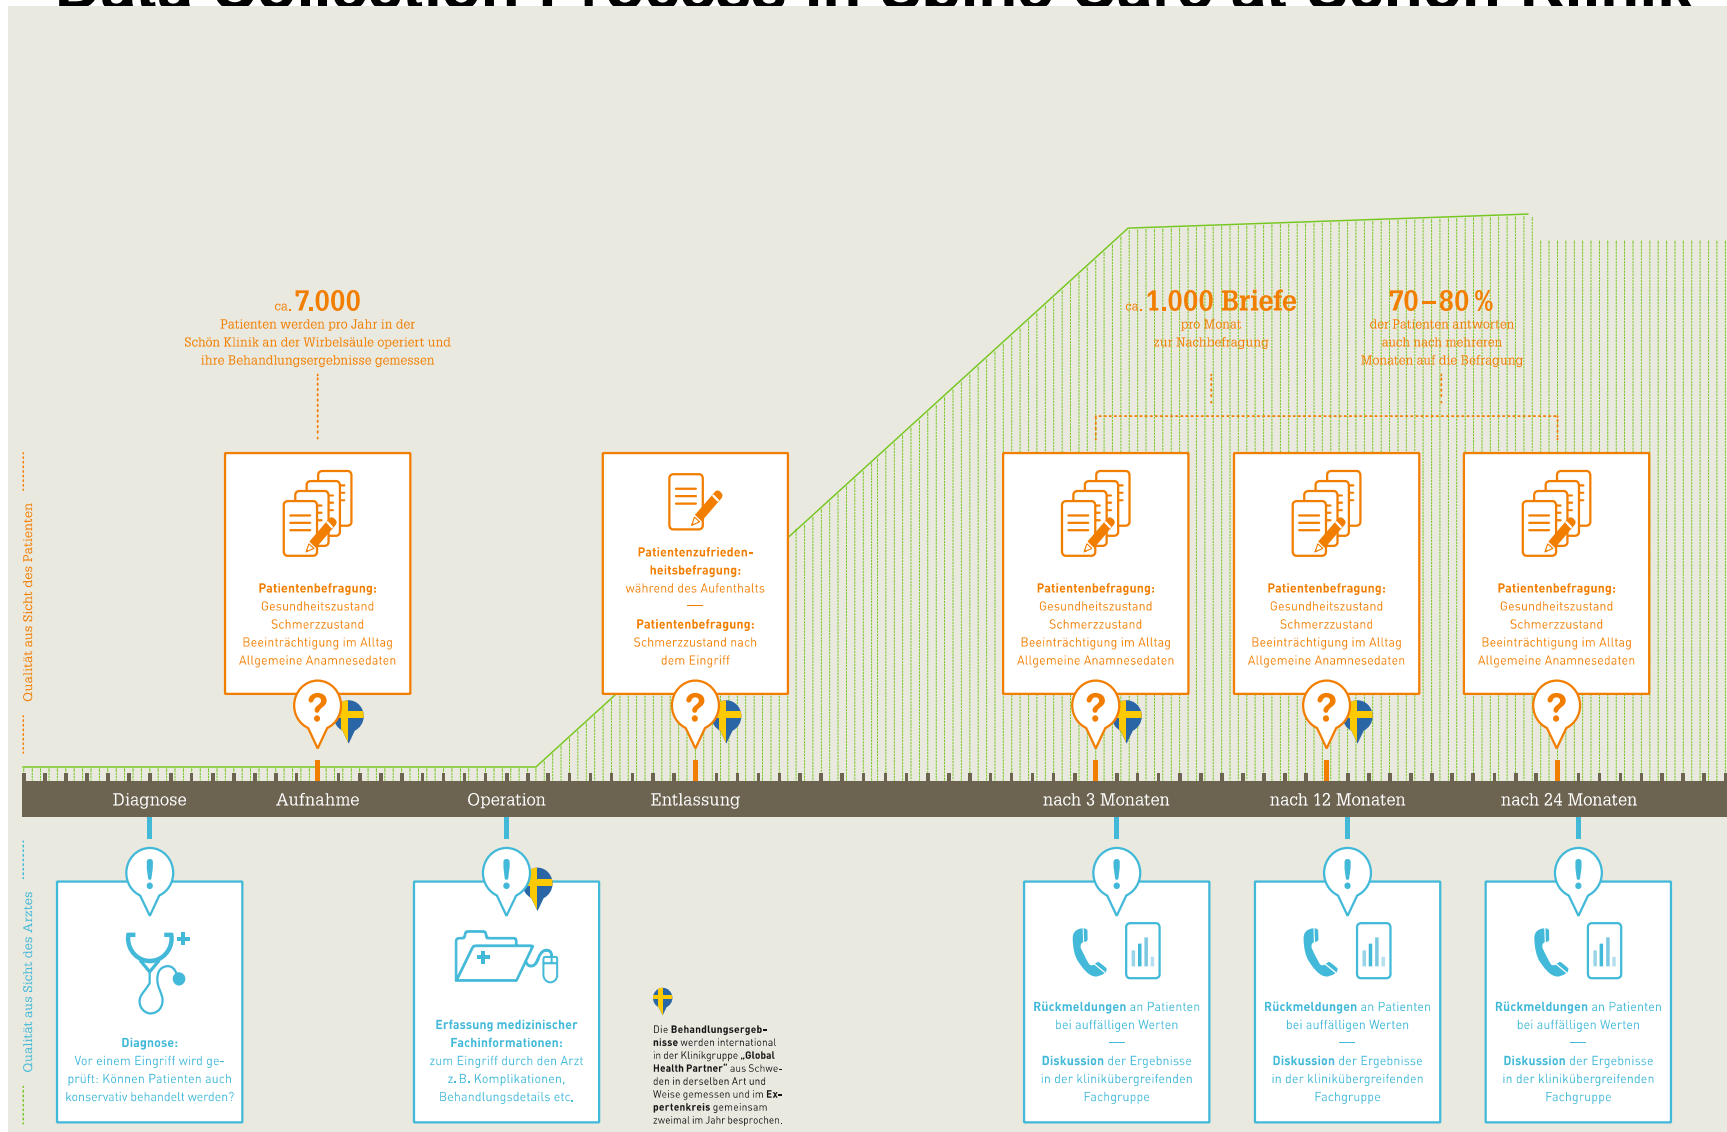 Data Collection Process in Spine Care at Schön Klinik
ca. 7.000
Patienten werden pro Jahr in der
Schön Klinik an der Wirbelsäule operiert und
ihre Behandlungsergebnisse gemessen
ca. 1.000 Briefe
pro Monat
zur Nachbefragung
70–80 %
der Patienten antworten
auch nach mehreren
Monaten auf die Befragung
Qualität aus Sicht des Patienten
Patientenbefragung:
Gesundheitszustand
Schmerzzustand
Beeinträchtigung im Alltag
Allgemeine Anamnesedaten
?
Patientenzufrieden-
heitsbefragung:
während des Aufenthalts
Patientenbefragung:
Schmerzzustand nach
dem Eingriff
?
Patientenbefragung:
Gesundheitszustand
Schmerzzustand
Beeinträchtigung im Alltag
Allgemeine Anamnesedaten
?
Patientenbefragung:
Gesundheitszustand
Schmerzzustand
Beeinträchtigung im Alltag
Allgemeine Anamnesedaten
?
Patientenbefragung:
Gesundheitszustand
Schmerzzustand
Beeinträchtigung im Alltag
Allgemeine Anamnesedaten
?
Diagnose Aufnahme Operation Entlassung nach 3 Monaten nach 12 Monaten nach 24 Monaten
Qualität aus Sicht des Arztes
!
Diagnose:
Vor einem Eingriff wird ge-
prüft: Können Patienten auch
konservativ behandelt werden?
!
Erfassung medizinischer
Fachinformationen:
zum Eingriff durch den Arzt
z. B. Komplikationen,
Behandlungsdetails etc.
Die Behandlungsergeb-
nisse werden international
in der Klinikgruppe „Global
Health Partner“ aus Schwe-
den in derselben Art und
Weise gemessen und im Ex-
pertenkreis gemeinsam
zweimal im Jahr besprochen.
!
Rückmeldungen an Patienten
bei auffälligen Werten
Diskussion der Ergebnisse
in der klinikübergreifenden
Fachgruppe
!
Rückmeldungen an Patienten
bei auffälligen Werten
Diskussion der Ergebnisse
in der klinikübergreifenden
Fachgruppe
!
Rückmeldungen an Patienten
bei auffälligen Werten
Diskussion der Ergebnisse
in der klinikübergreifenden
Fachgruppe